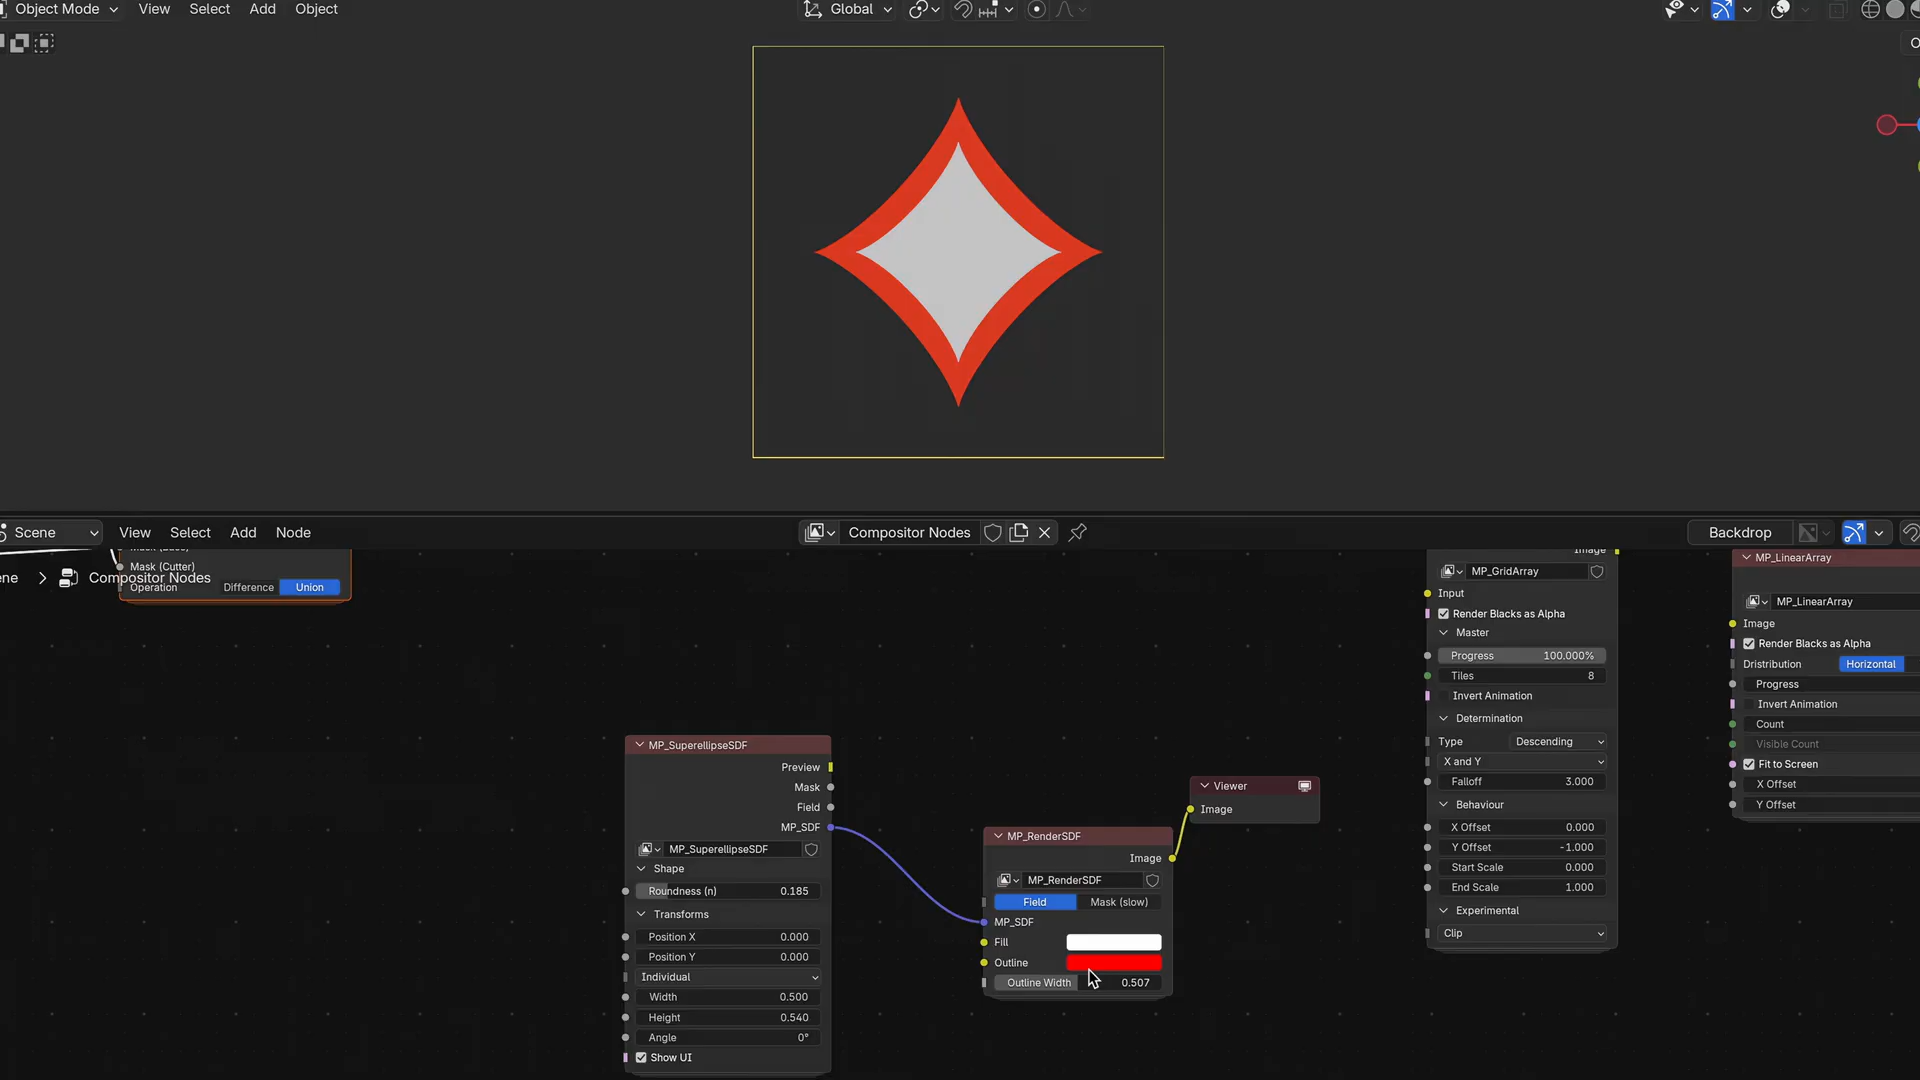 Object Mode View Select Add Object Global
O
Scene View Select Add Node Compositor Nodes Backdrop
Mask (Cutter)
ne Compositor Nodes
Operation Difference Union
MP_SuperellipseSDF
Preview
Mask
Field
MP_SDF
MP_SuperellipseSDF
Shape
Roundness (n) 0.185
Transforms
Position X 0.000
Position Y 0.000
Individual
Width 0.500
Height 0.540
Angle 0°
Show UI
MP_RenderSDF
Image
MP_RenderSDF
Field Mask (slow)
MP_SDF
Fill
Outline
Outline Width 0.507
Viewer
Image
Image
MP_GridArray
Input
Render Blacks as Alpha
Master
Progress 100.000%
Tiles 8
Invert Animation
Determination
Type Descending
X and Y
Falloff 3.000
Behaviour
X Offset 0.000
Y Offset -1.000
Start Scale 0.000
End Scale 1.000
Experimental
Clip
MP_LinearArray
MP_LinearArray
Image
Render Blacks as Alpha
Distribution Horizontal
Progress
Invert Animation
Count
Visible Count
Fit to Screen
X Offset
Y Offset